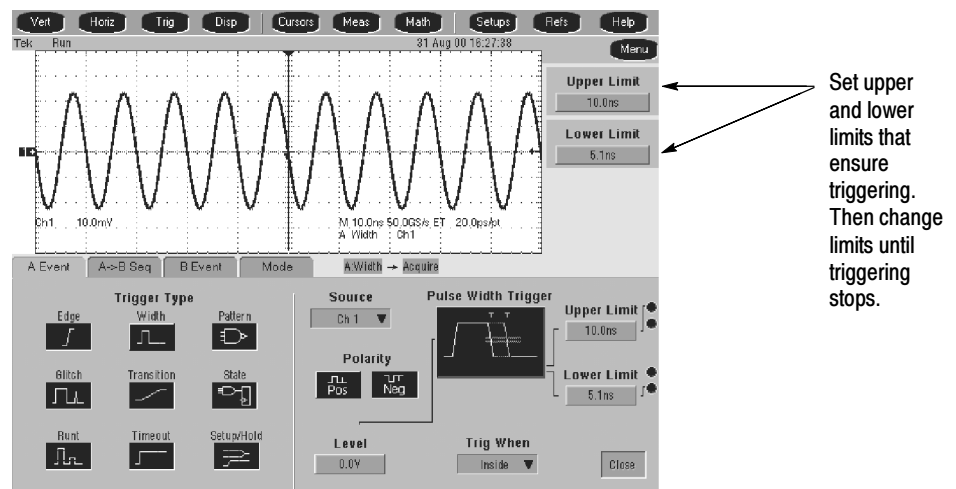 Vert Horiz Trig Disp Cursors Meas Math Setups Refs Help
Tek Run 31 Aug 00 16:27:38
Menu
Upper Limit
10.0ns
Lower Limit
5.1ns
Set upper
and lower
limits that
ensure
triggering.
Then change
limits until
triggering
stops.
Ch1 10.0mV M 10.0ns 50.0GS/s ET 20.0ps/pt
A Width Ch1
A Event A->B Seq B Event Mode A:Width → Acquire
Trigger Type
Edge Width Pattern
Glitch Transition State
Runt Timeout Setup/Hold
Source
Ch 1
Polarity
Pos Neg
Level
0.0V
Pulse Width Trigger
T T
Upper Limit
10.0ns
Lower Limit
5.1ns
Trig When
Inside
Close